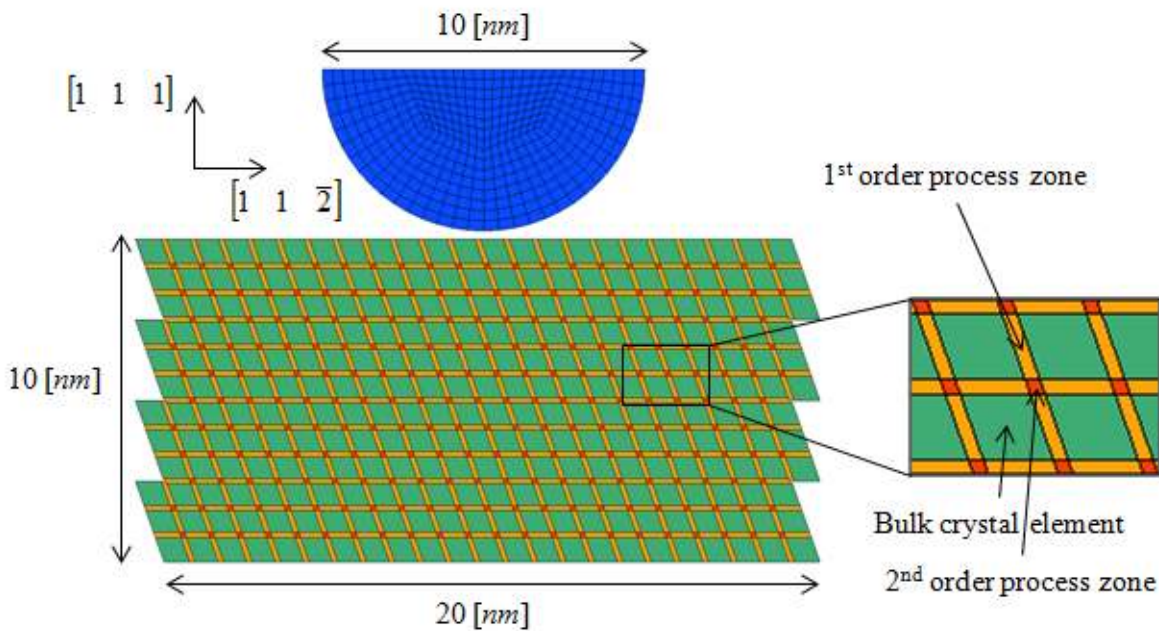 10 [nm]
[1 1 1]
[1 1 2̅]
1st order process zone
10 [nm]
Bulk crystal element
2nd order process zone
20 [nm]